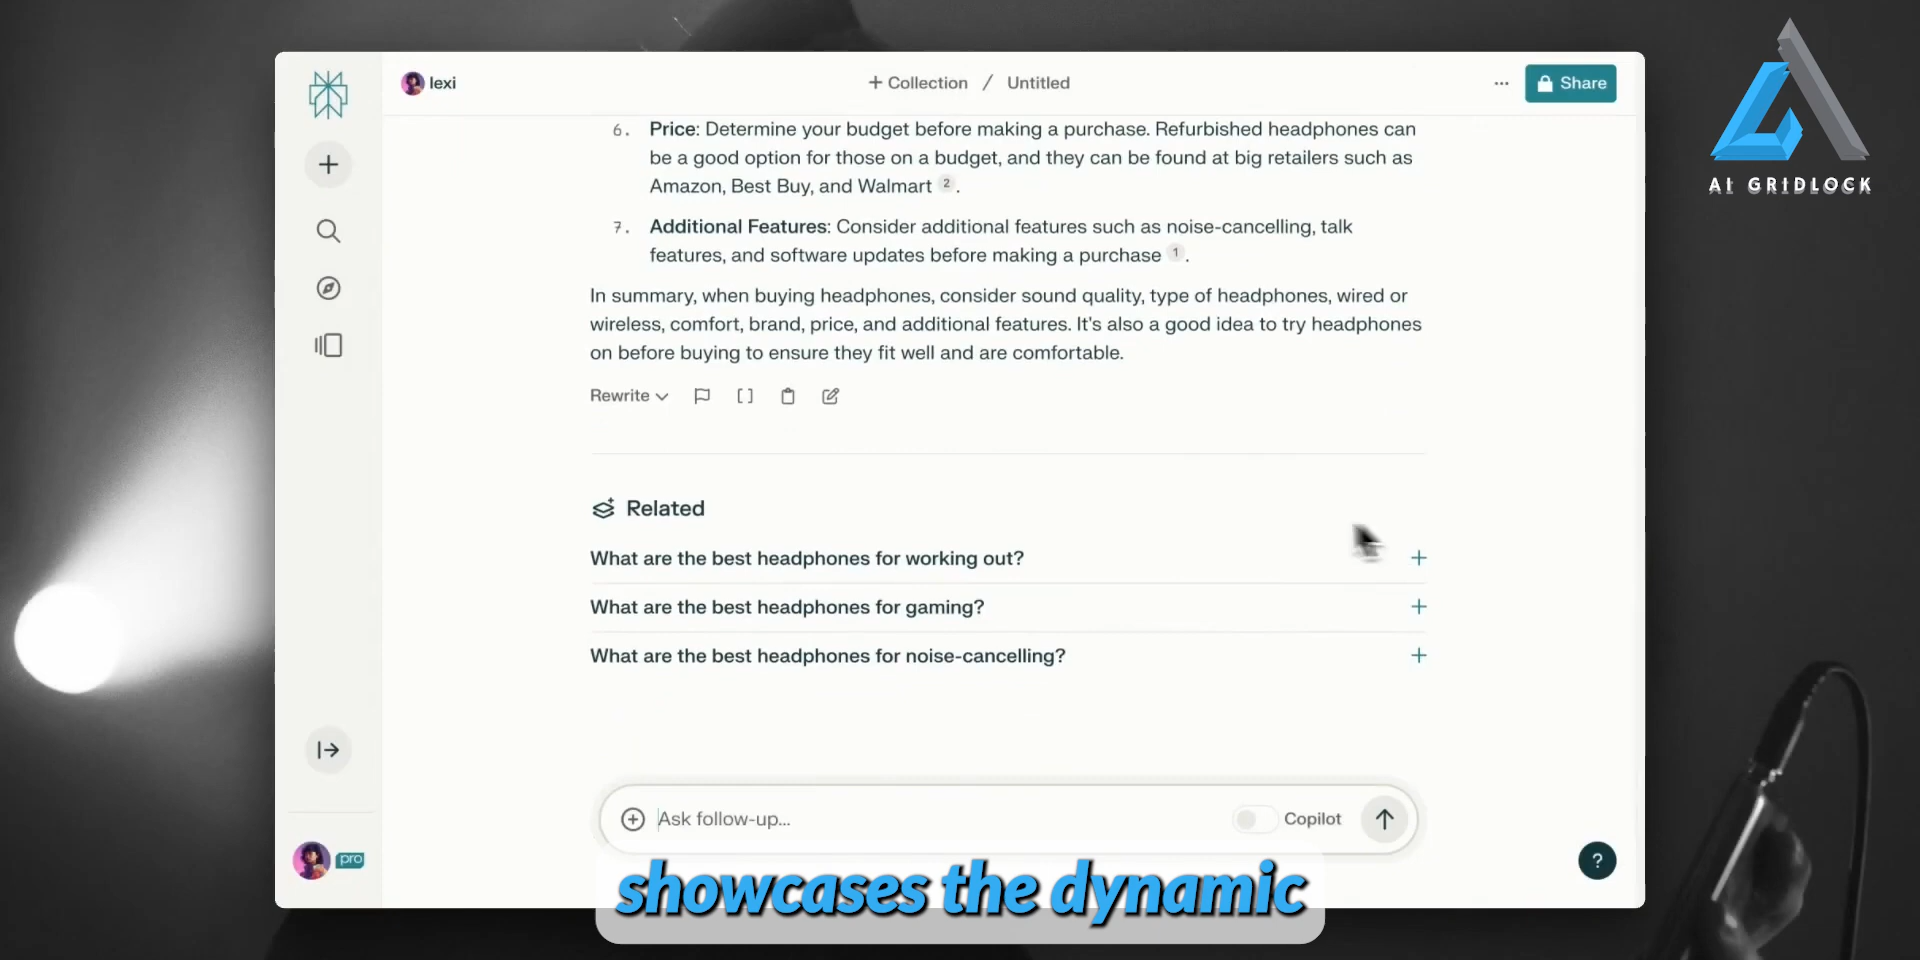 lexi
+ Collection / Untitled
... Share
AI GRIDLOCK
6. Price: Determine your budget before making a purchase. Refurbished headphones can
be a good option for those on a budget, and they can be found at big retailers such as
Amazon, Best Buy, and Walmart 2 .
7. Additional Features: Consider additional features such as noise-cancelling, talk
features, and software updates before making a purchase 1 .
In summary, when buying headphones, consider sound quality, type of headphones, wired or
wireless, comfort, brand, price, and additional features. It's also a good idea to try headphones
on before buying to ensure they fit well and are comfortable.
Rewrite
Related
What are the best headphones for working out?
What are the best headphones for gaming?
What are the best headphones for noise-cancelling?
Ask follow-up...
Copilot
pro
?
showcases the dynamic